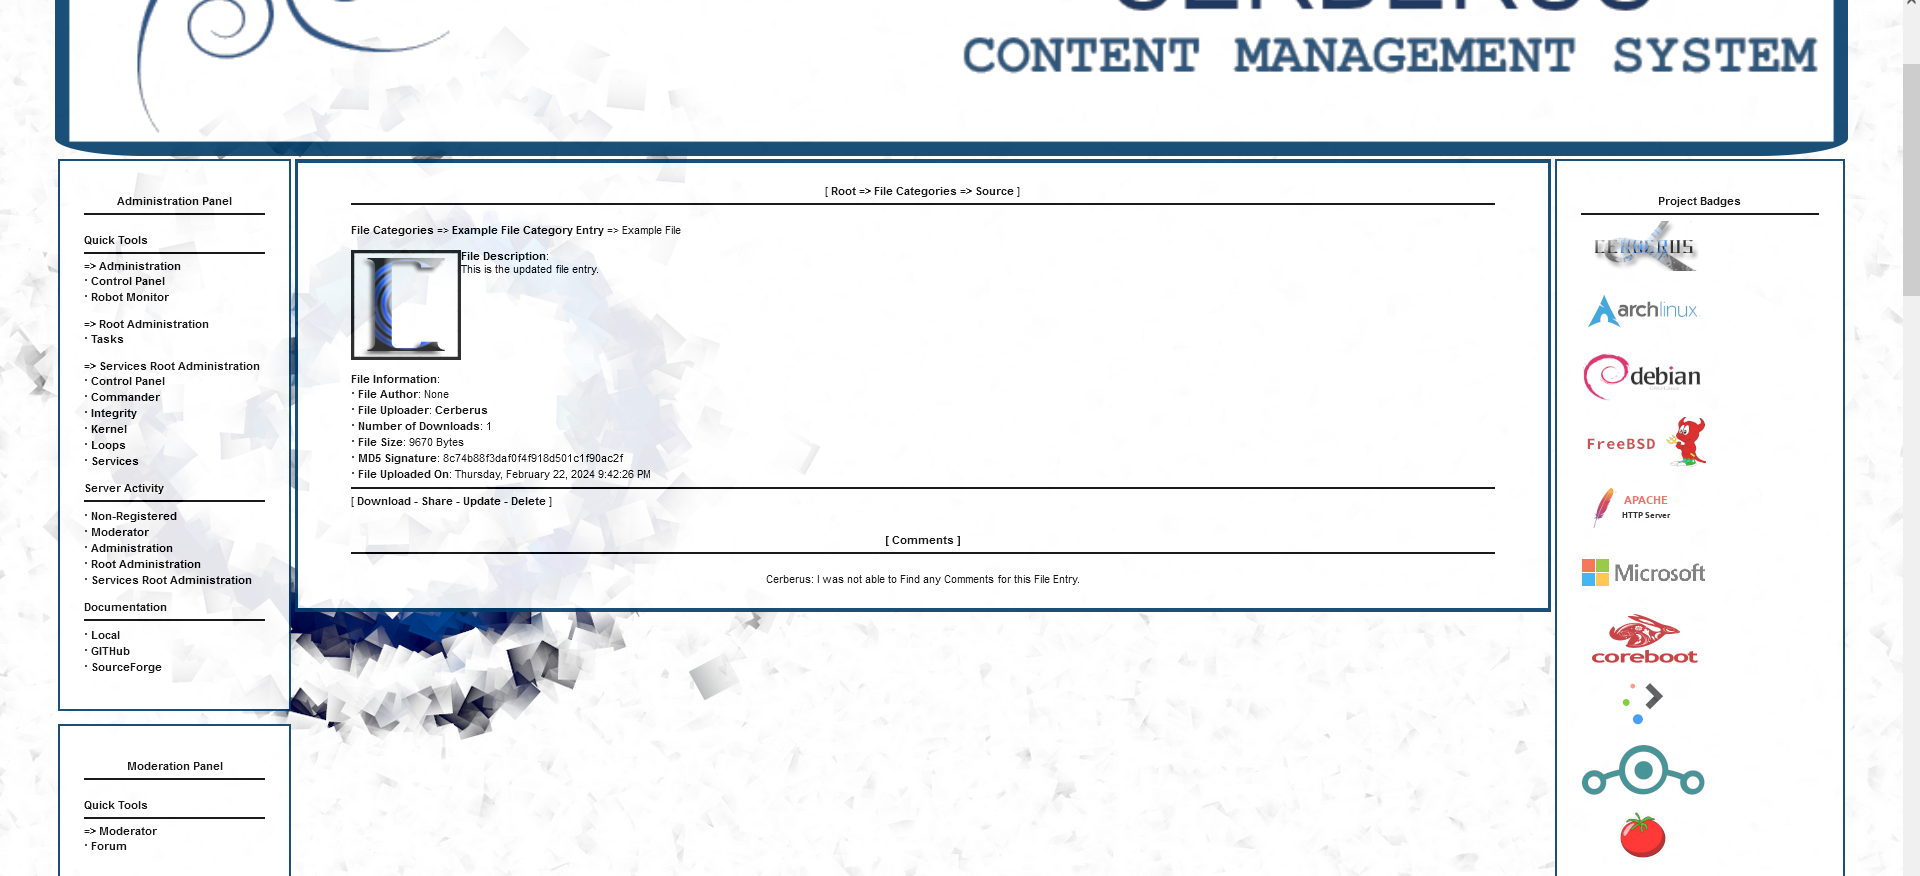 CERBERUS
CONTENT MANAGEMENT SYSTEM
Administration Panel
Quick Tools
=> Administration
· Control Panel
· Robot Monitor
=> Root Administration
· Tasks
=> Services Root Administration
· Control Panel
· Commander
· Integrity
· Kernel
· Loops
· Services
Server Activity
· Non-Registered
· Moderator
· Administration
· Root Administration
· Services Root Administration
Documentation
· Local
· GITHub
· SourceForge
Moderation Panel
Quick Tools
=> Moderator
· Forum
[ Root => File Categories => Source ]
File Categories => Example File Category Entry => Example File
File Description:
This is the updated file entry.
File Information:
· File Author: None
· File Uploader: Cerberus
· Number of Downloads: 1
· File Size: 9670 Bytes
· MD5 Signature: 8c74b88f3daf0f4f918d501c1f90ac2f
· File Uploaded On: Thursday, February 22, 2024 9:42:26 PM
[ Download - Share - Update - Delete ]
[ Comments ]
Cerberus: I was not able to Find any Comments for this File Entry.
Project Badges
CERBERUS
archlinux
debian
FreeBSD
APACHE
HTTP Server
Microsoft
coreboot